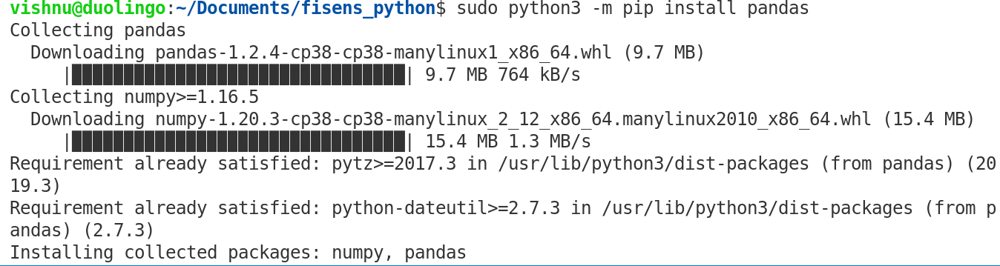 vishnu@duolingo:~/Documents/fisens_python$ sudo python3 -m pip install pandas
Collecting pandas
  Downloading pandas-1.2.4-cp38-cp38-manylinux1_x86_64.whl (9.7 MB)
     |████████████████████████████████| 9.7 MB 764 kB/s
Collecting numpy>=1.16.5
  Downloading numpy-1.20.3-cp38-cp38-manylinux_2_12_x86_64.manylinux2010_x86_64.whl (15.4 MB)
     |████████████████████████████████| 15.4 MB 1.3 MB/s
Requirement already satisfied: pytz>=2017.3 in /usr/lib/python3/dist-packages (from pandas) (20
19.3)
Requirement already satisfied: python-dateutil>=2.7.3 in /usr/lib/python3/dist-packages (from p
andas) (2.7.3)
Installing collected packages: numpy, pandas